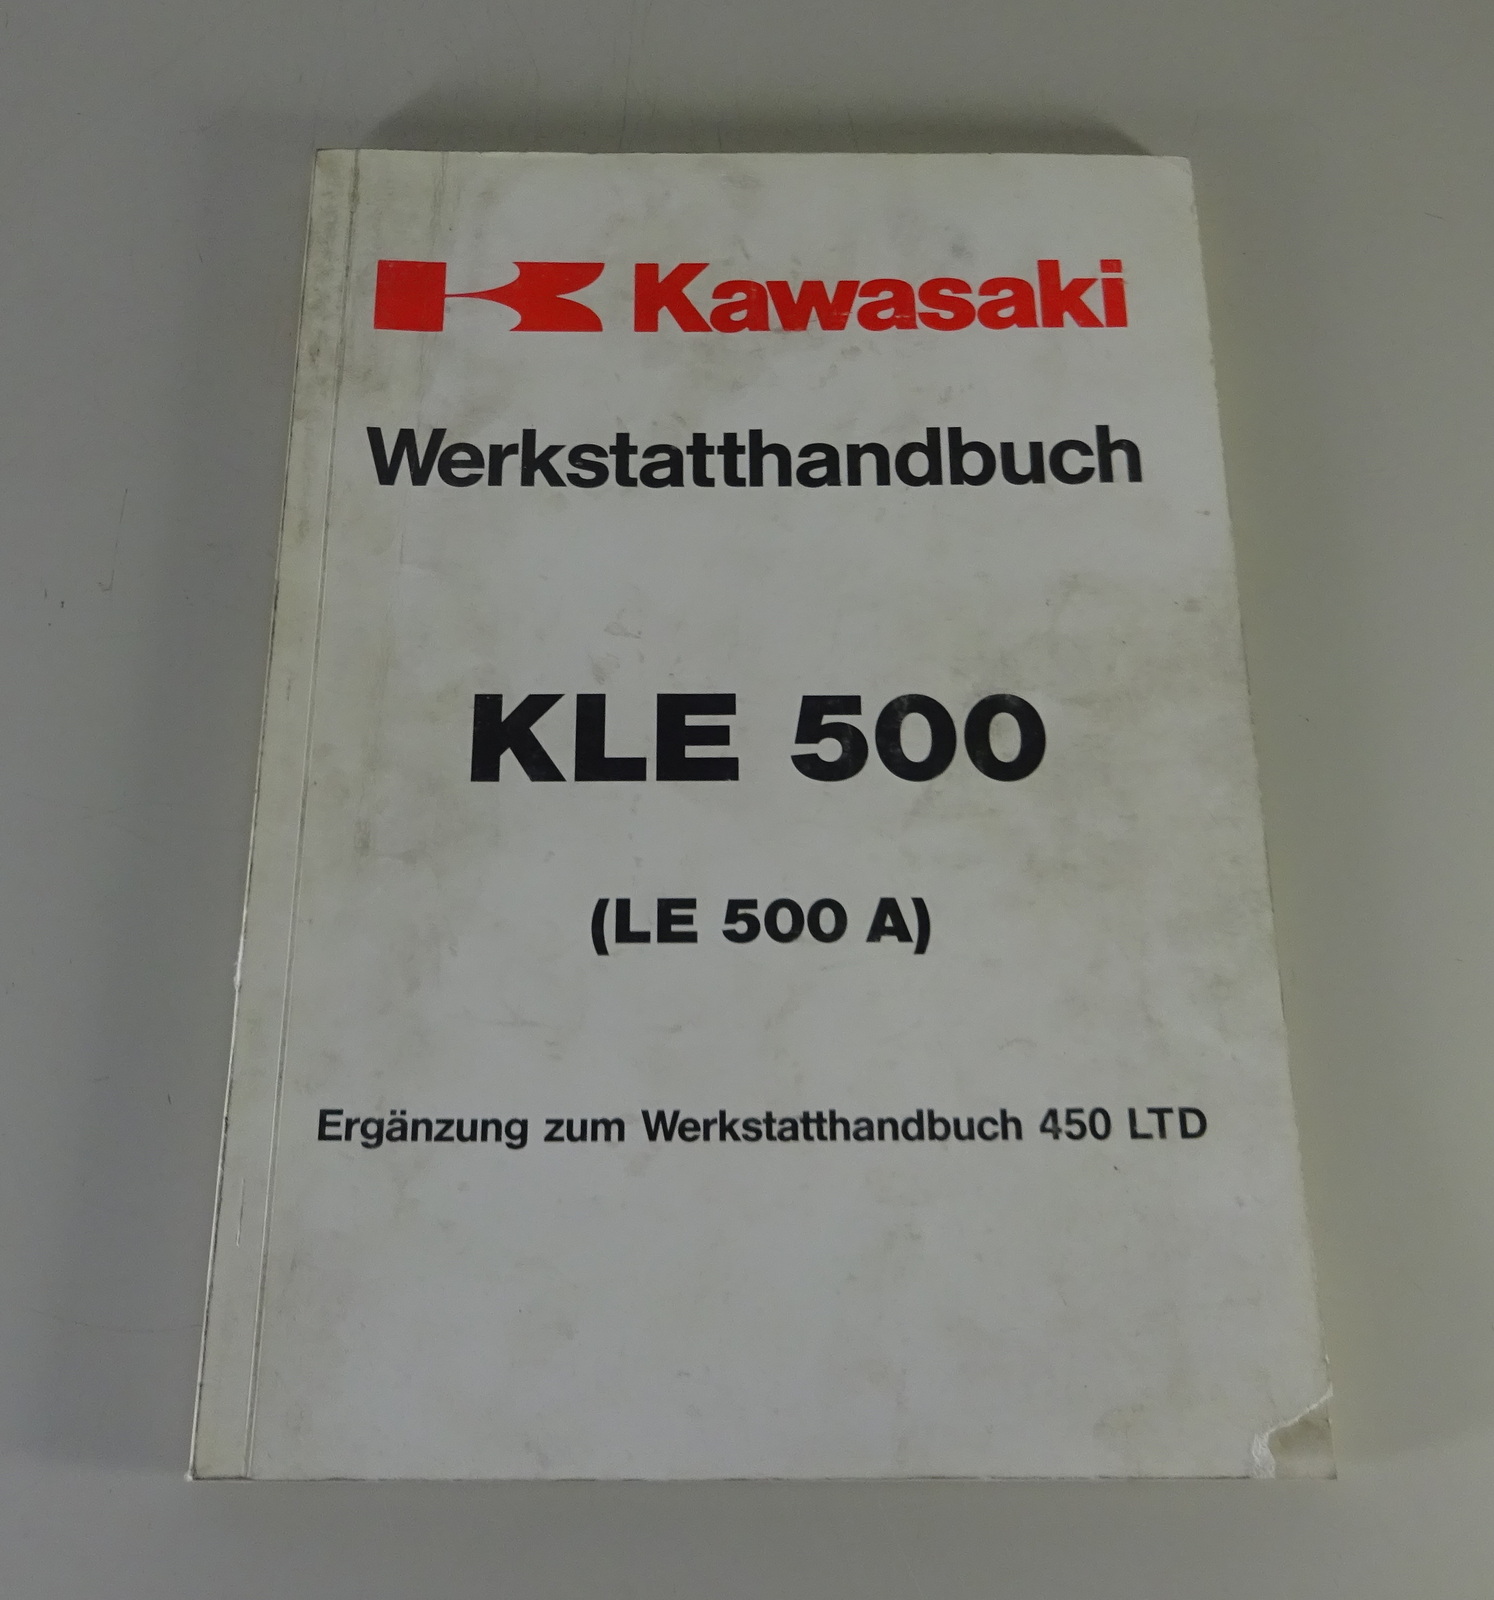 Kawasaki
Werkstatthandbuch
KLE 500
(LE 500 A)
Ergänzung zum Werkstatthandbuch 450 LTD